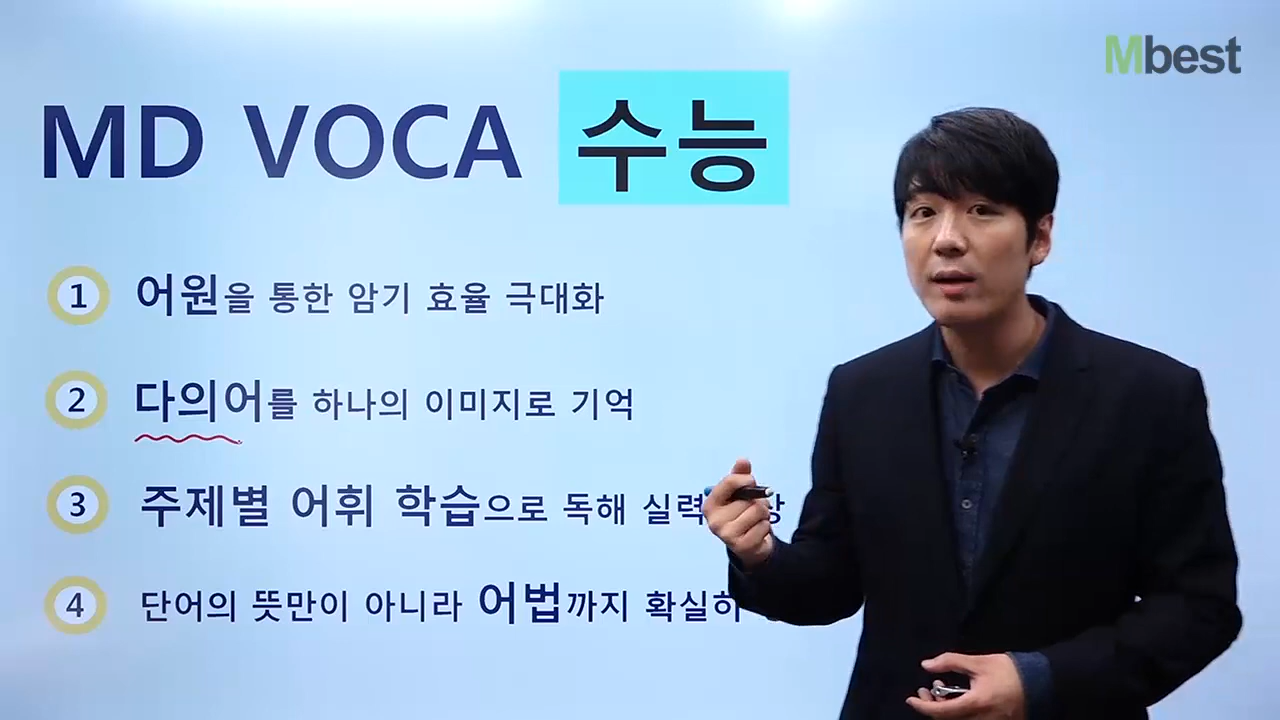 Mbest
MD VOCA 수능
1 어원을 통한 암기 효율 극대화
2 다의어를 하나의 이미지로 기억
3 주제별 어휘 학습으로 독해 실력
4 단어의 뜻만이 아니라 어법까지